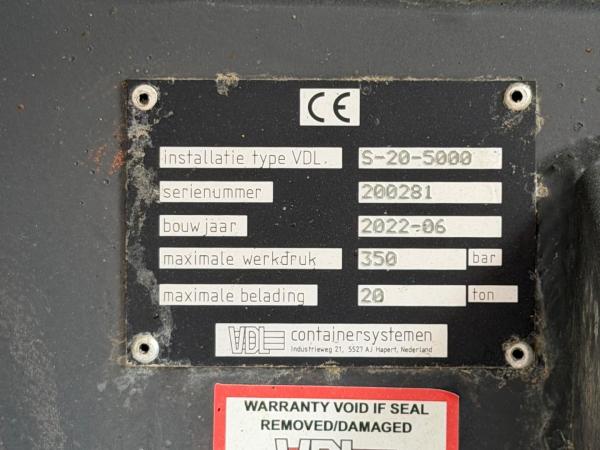 CE
installatie type VDL. S-20-5000
serienummer 200281
bouwjaar 2022-06
maximale werkdruk 350 bar
maximale belading 20 ton
VDL containersystemen
Industrieweg 21, 5527 AJ Hapert, Nederland
WARRANTY VOID IF SEAL
REMOVED/DAMAGED
VDL